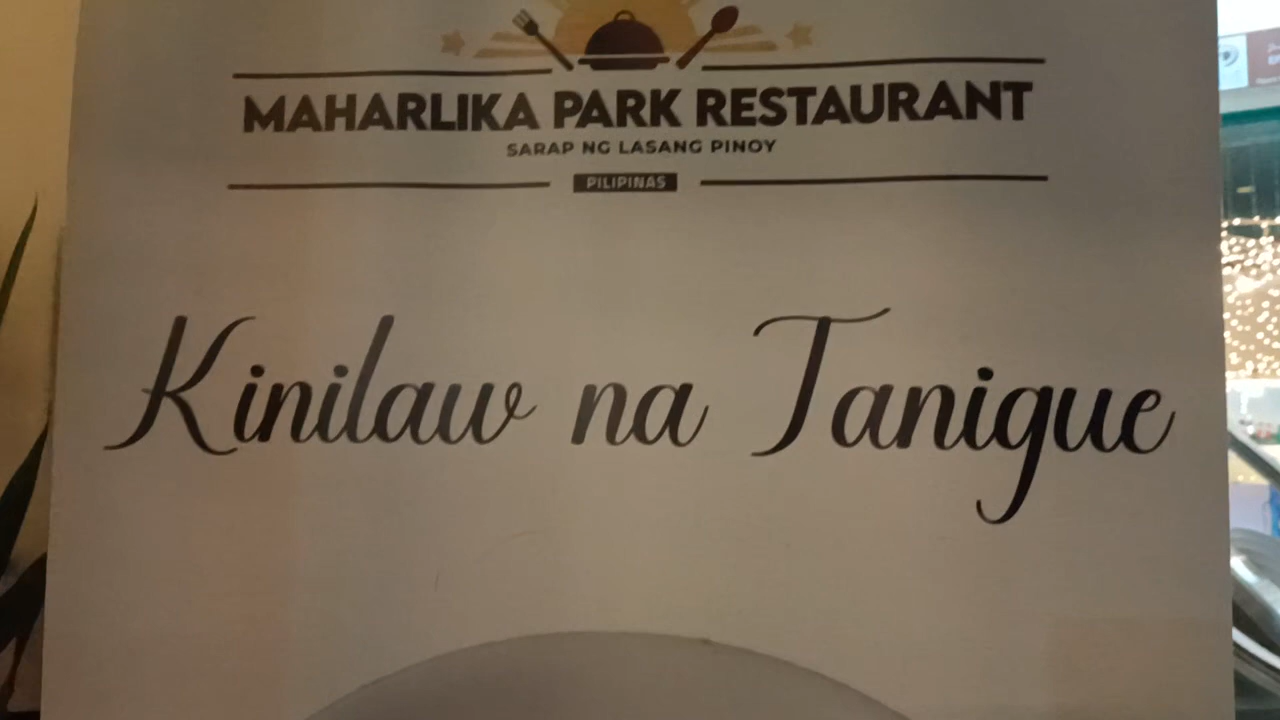 MAHARLIKA PARK RESTAURANT
SARAP NG LASANG PINOY
PILIPINAS
Kinilaw na Tanigue